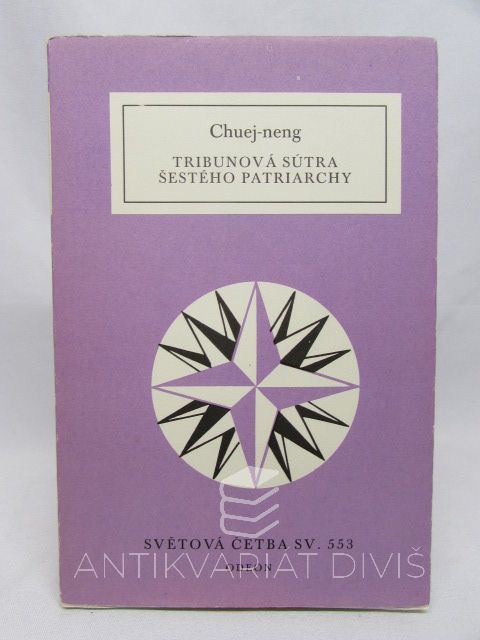 Chuej-neng
TRIBUNOVÁ SÚTRA
ŠESTÉHO PATRIARCHY
SVĚTOVÁ ČETBA SV. 553
ANTIKVARIAT DIVIŠ
ODEON